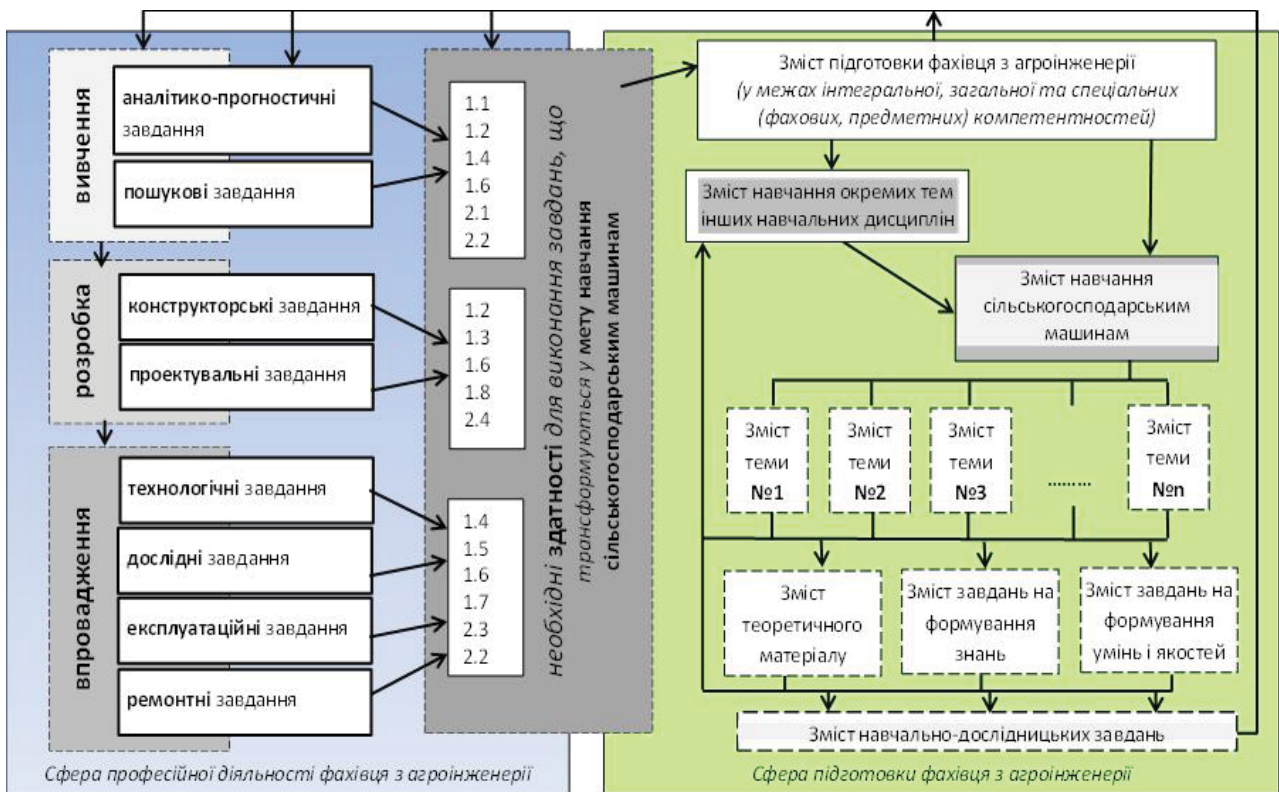 вивчення
аналітико-прогностичні
завдання
пошукові завдання
розробка
конструкторські завдання
проектувальні завдання
впровадження
технологічні завдання
дослідні завдання
експлуатаційні завдання
ремонтні завдання
1.1
1.2
1.4
1.6
2.1
2.2
1.2
1.3
1.6
1.8
2.4
1.4
1.5
1.6
1.7
2.3
2.2
необхідні здатності для виконання завдань, що
трансформуються у мету навчання
сільськогосподарським машинам
Сфера професійної діяльності фахівця з агроінженерії
Зміст підготовки фахівця з агроінженерії
(у межах інтегральної, загальної та спеціальних
(фахових, предметних) компетентностей)
Зміст навчання окремих тем
інших навчальних дисциплін
Зміст навчання
сільськогосподарським
машинам
Зміст
теми
№1
Зміст
теми
№2
Зміст
теми
№3
.........
Зміст
теми
№n
Зміст
теоретичного
матеріалу
Зміст завдань на
формування
знань
Зміст завдань на
формування
умінь і якостей
Зміст навчально-дослідницьких завдань
Сфера підготовки фахівця з агроінженерії